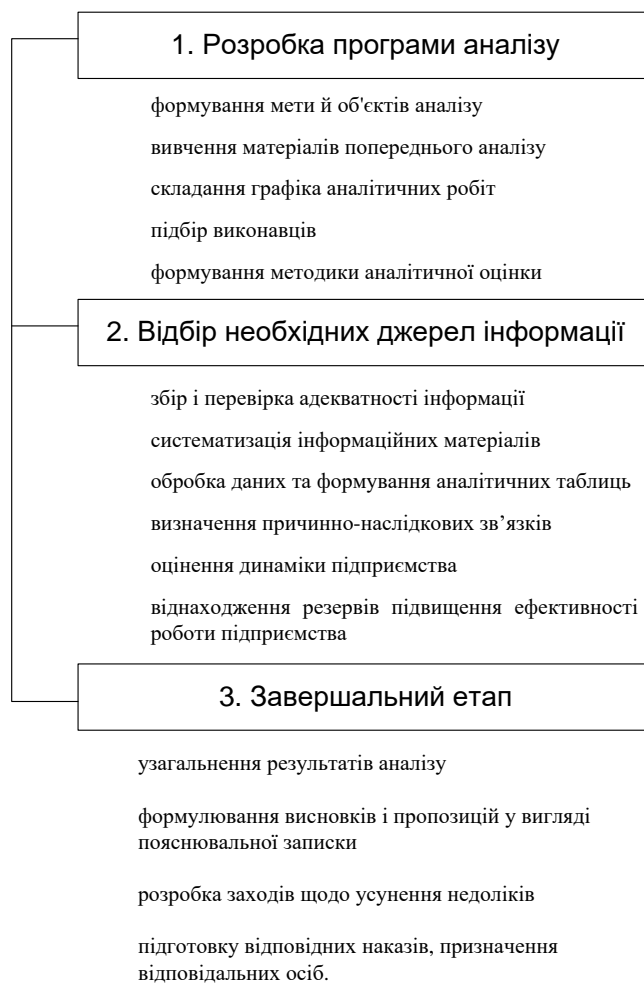 1. Розробка програми аналізу
формування мети й об'єктів аналізу
вивчення матеріалів попереднього аналізу
складання графіка аналітичних робіт
підбір виконавців
формування методики аналітичної оцінки
2. Відбір необхідних джерел інформації
збір і перевірка адекватності інформації
систематизація інформаційних матеріалів
обробка даних та формування аналітичних таблиць
визначення причинно-наслідкових зв’язків
оцінення динаміки підприємства
віднаходження резервів підвищення ефективності
роботи підприємства
3. Завершальний етап
узагальнення результатів аналізу
формулювання висновків і пропозицій у вигляді
пояснювальної записки
розробка заходів щодо усунення недоліків
підготовку відповідних наказів, призначення
відповідальних осіб.